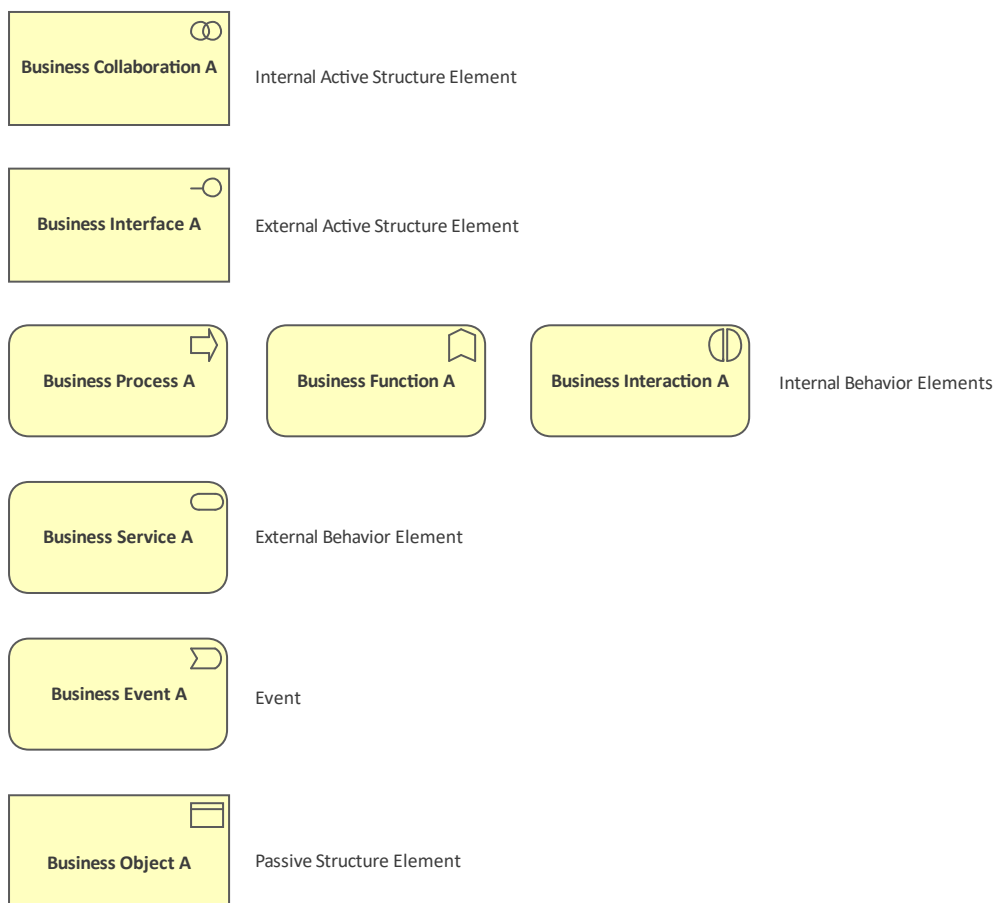 Business Collaboration A
Internal Active Structure Element
Business Interface A
External Active Structure Element
Business Process A
Business Function A
Business Interaction A
Internal Behavior Elements
Business Service A
External Behavior Element
Business Event A
Event
Business Object A
Passive Structure Element